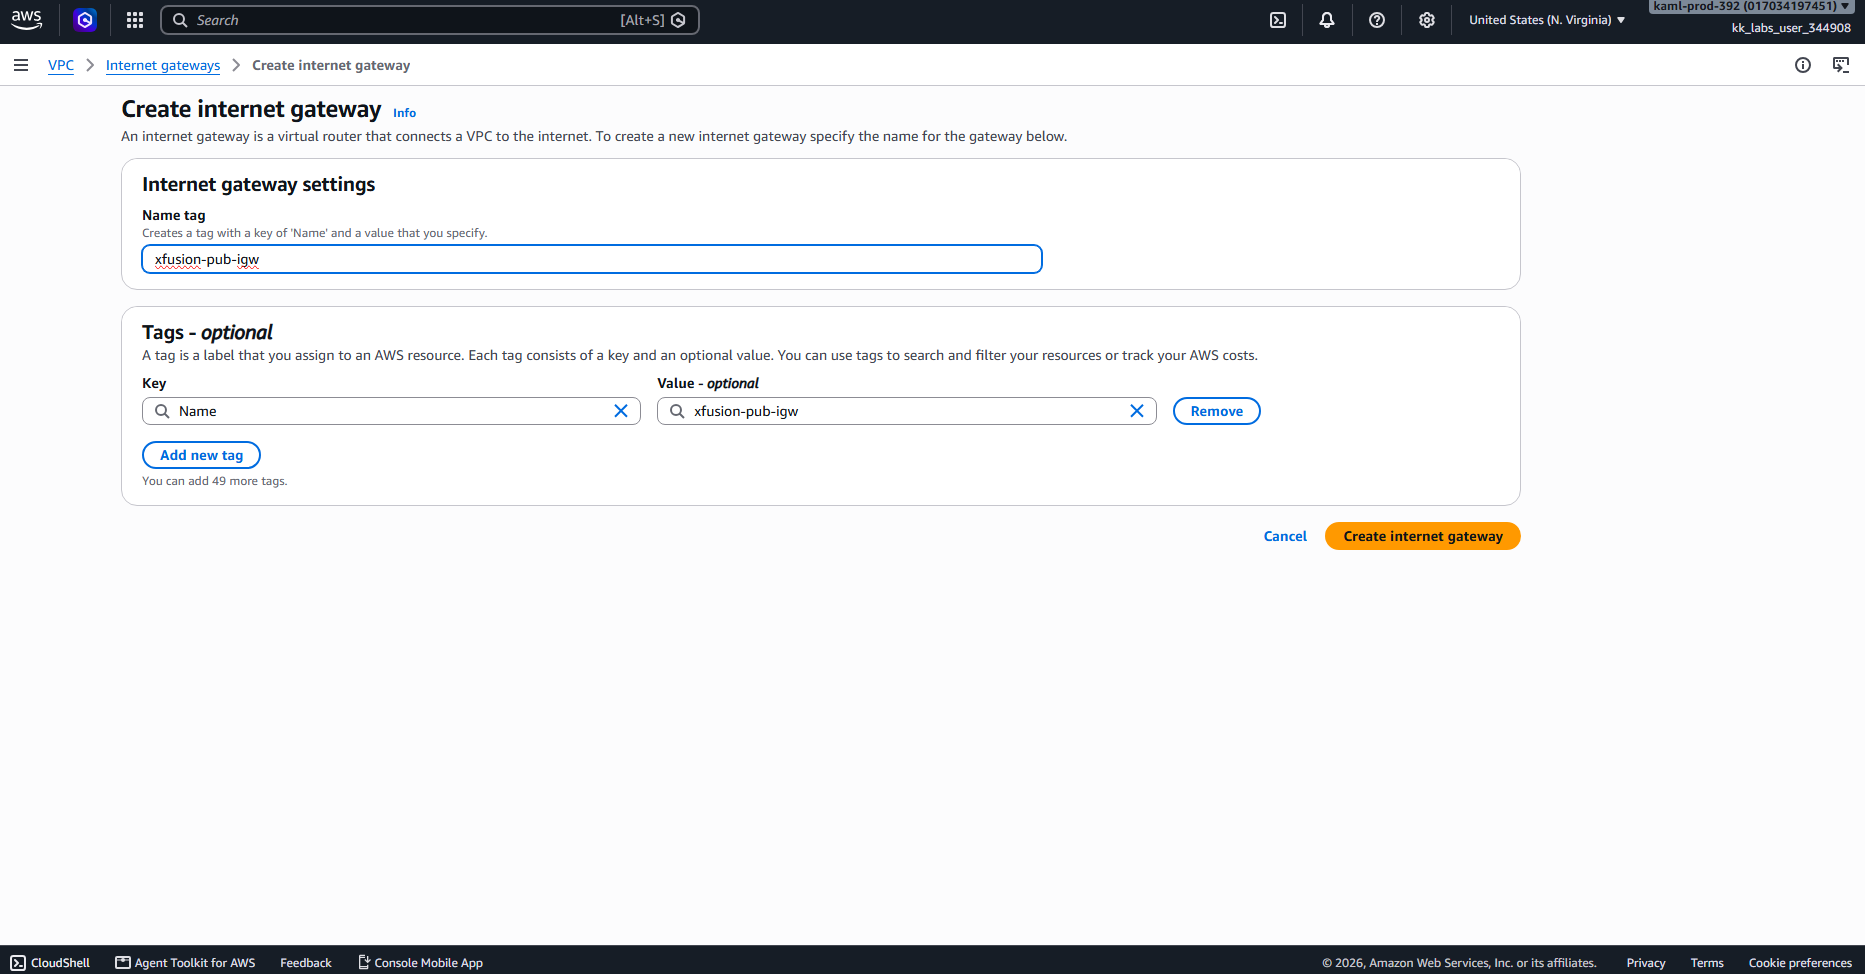 aws
Search [Alt+S]
United States (N. Virginia)
kaml-prod-392 (017034197451)
kk_labs_user_344908
VPC > Internet gateways > Create internet gateway
Create internet gateway Info
An internet gateway is a virtual router that connects a VPC to the internet. To create a new internet gateway specify the name for the gateway below.
Internet gateway settings
Name tag
Creates a tag with a key of 'Name' and a value that you specify.
xfusion-pub-igw
Tags - optional
A tag is a label that you assign to an AWS resource. Each tag consists of a key and an optional value. You can use tags to search and filter your resources or track your AWS costs.
Key Value - optional
Name xfusion-pub-igw Remove
Add new tag
You can add 49 more tags.
Cancel Create internet gateway
CloudShell Agent Toolkit for AWS Feedback Console Mobile App © 2026, Amazon Web Services, Inc. or its affiliates. Privacy Terms Cookie preferences